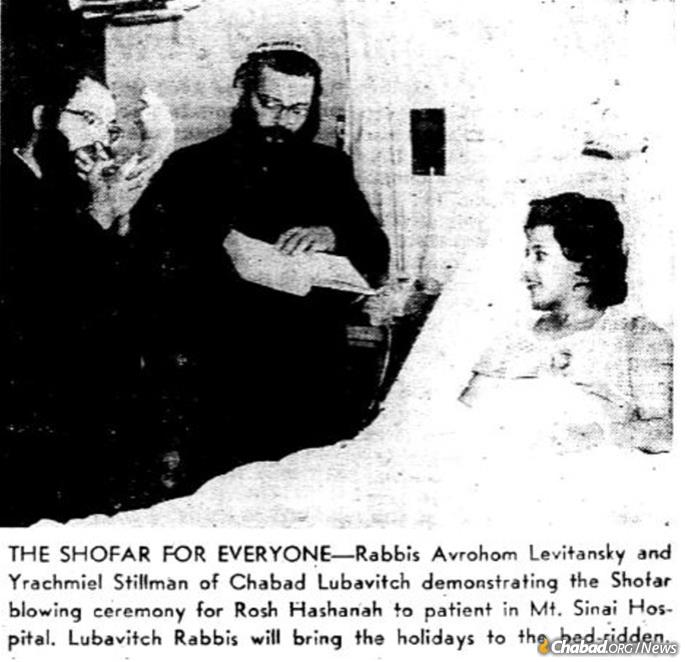 THE SHOFAR FOR EVERYONE—Rabbis Avrohom Levitansky and
Yrachmiel Stillman of Chabad Lubavitch demonstrating the Shofar
blowing ceremony for Rosh Hashanah to patient in Mt. Sinai Hos-
pital. Lubavitch Rabbis will bring the holidays to the bed-ridden.
Chabad.ORG/News